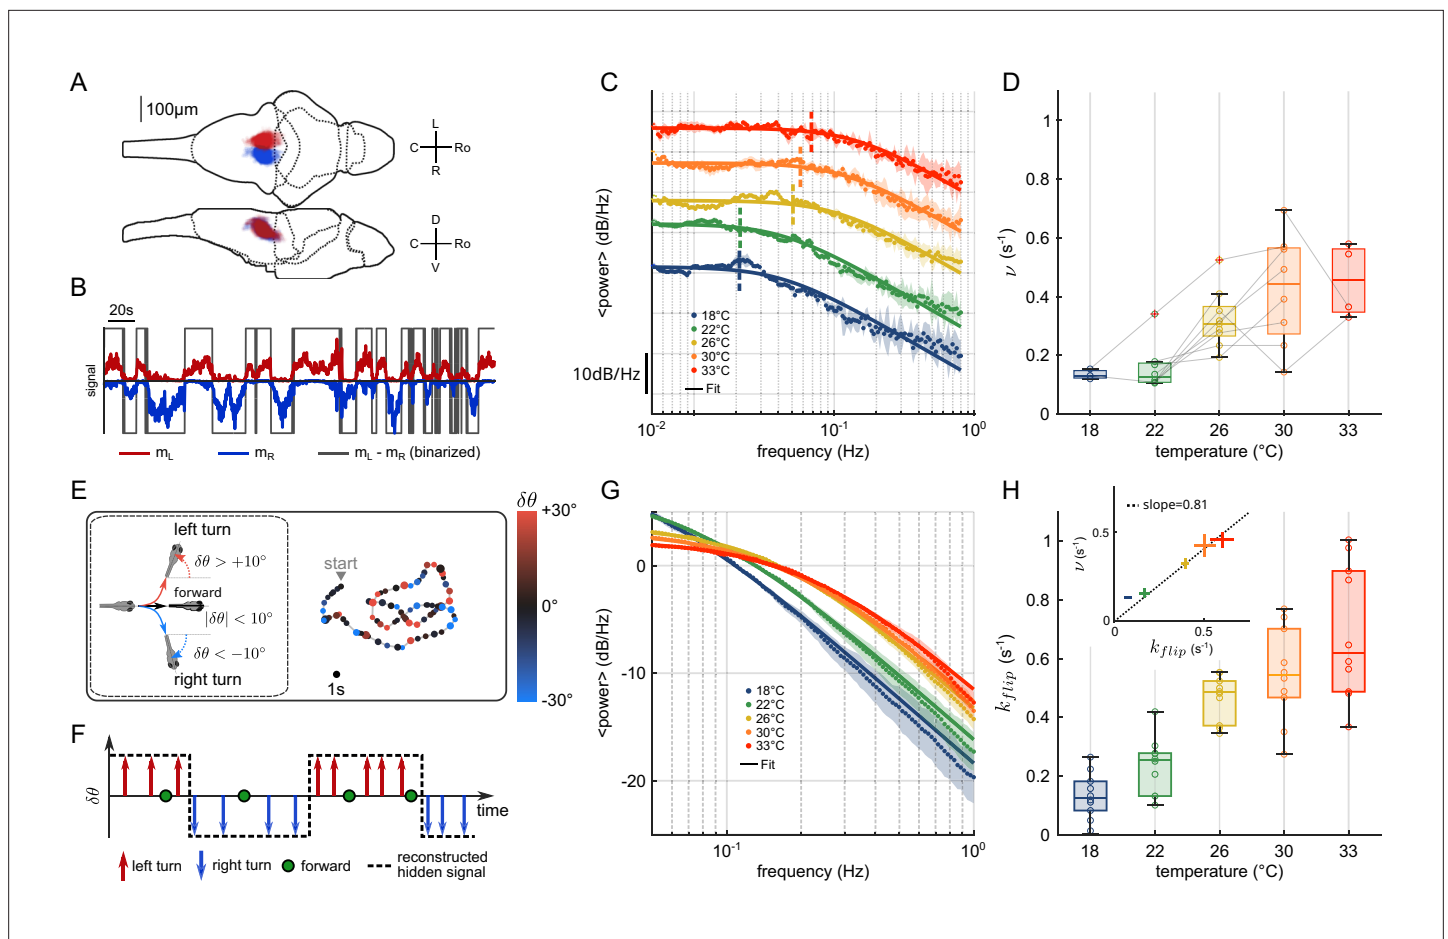 A
100µm
L
C
Ro
R
D
C
Ro
V
B
20s
signal
m_L
m_R
m_L - m_R (binarized)
C
<power> (dB/Hz)
10dB/Hz
18°C
22°C
26°C
30°C
33°C
Fit
10^-2
10^-1
10^0
frequency (Hz)
D
ν (s^-1)
1
0.8
0.6
0.4
0.2
0
18
22
26
30
33
temperature (°C)
E
left turn
δθ > +10°
forward
|δθ| < 10°
δθ < −10°
right turn
start
1s
δθ
+30°
0°
-30°
F
δθ
time
left turn
right turn
forward
reconstructed
hidden signal
G
<power> (dB/Hz)
0
-10
-20
18°C
22°C
26°C
30°C
33°C
Fit
10^-1
10^0
frequency (Hz)
H
slope=0.81
0.5
ν (s^-1)
0
0
0.5
k_flip (s^-1)
k_flip (s^-1)
1
0.8
0.6
0.4
0.2
0
18
22
26
30
33
temperature (°C)